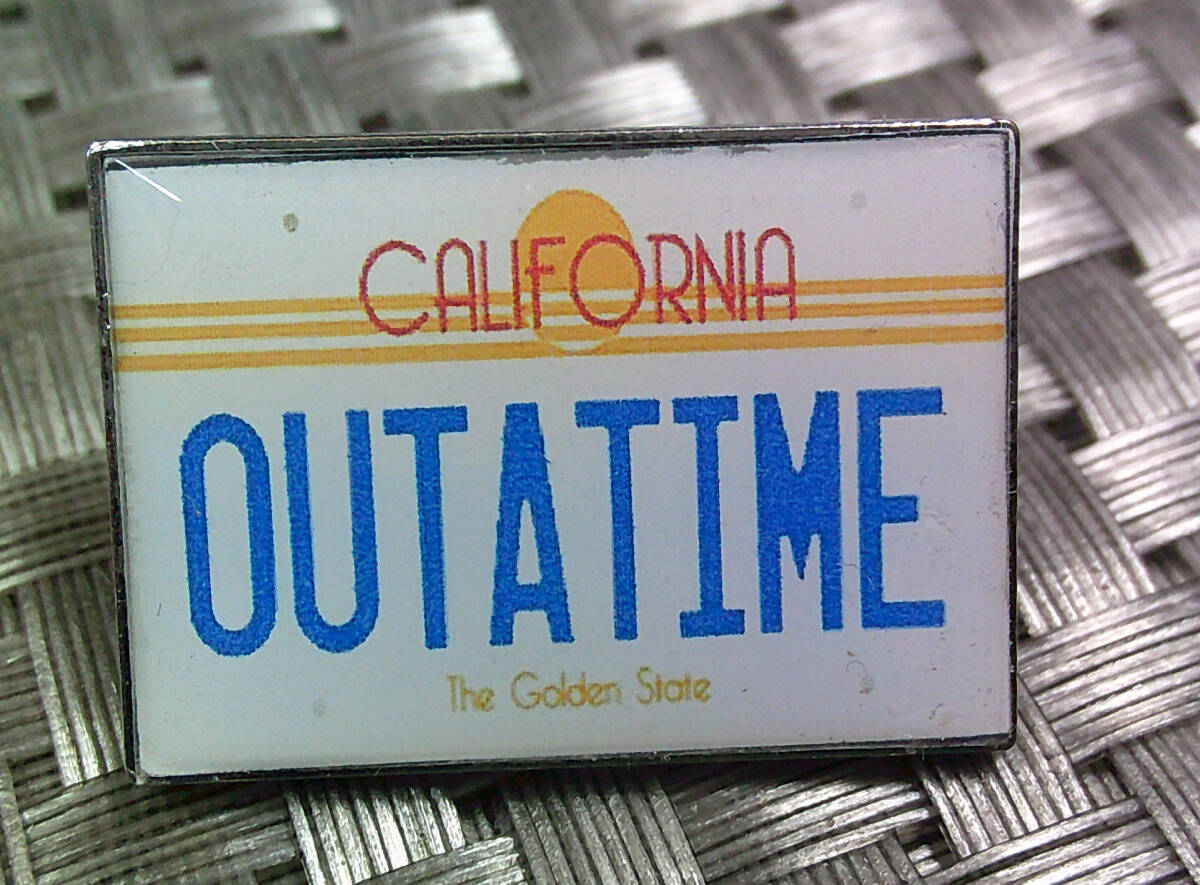 CALIFORNIA
OUTATIME
The Golden State